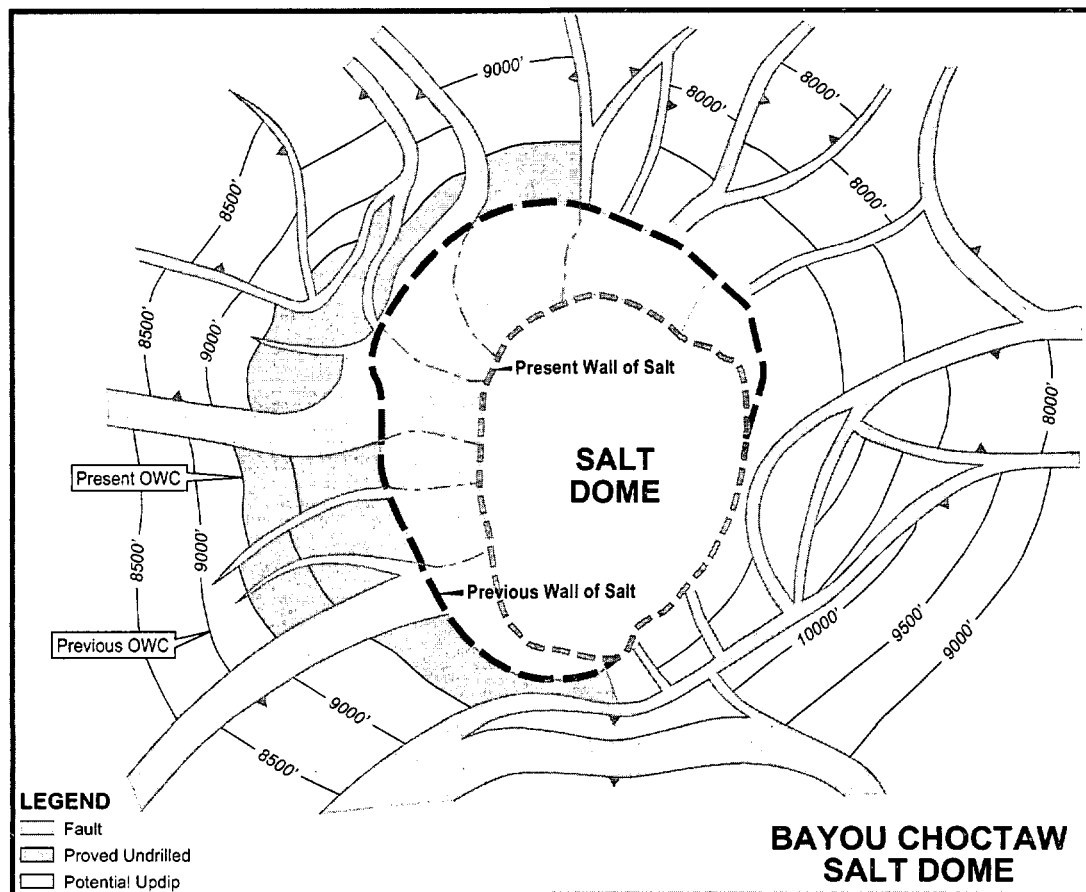 9000'
8000'
8000'
8500'
8000'
8500'
9000'
8000'
Present Wall of Salt
SALT
DOME
Present OWC
8500'
9000'
Previous Wall of Salt
Previous OWC
10000'
9500'
9000'
9000'
8500'
LEGEND
Fault
Proved Undrilled
Potential Updip
BAYOU CHOCTAW
SALT DOME